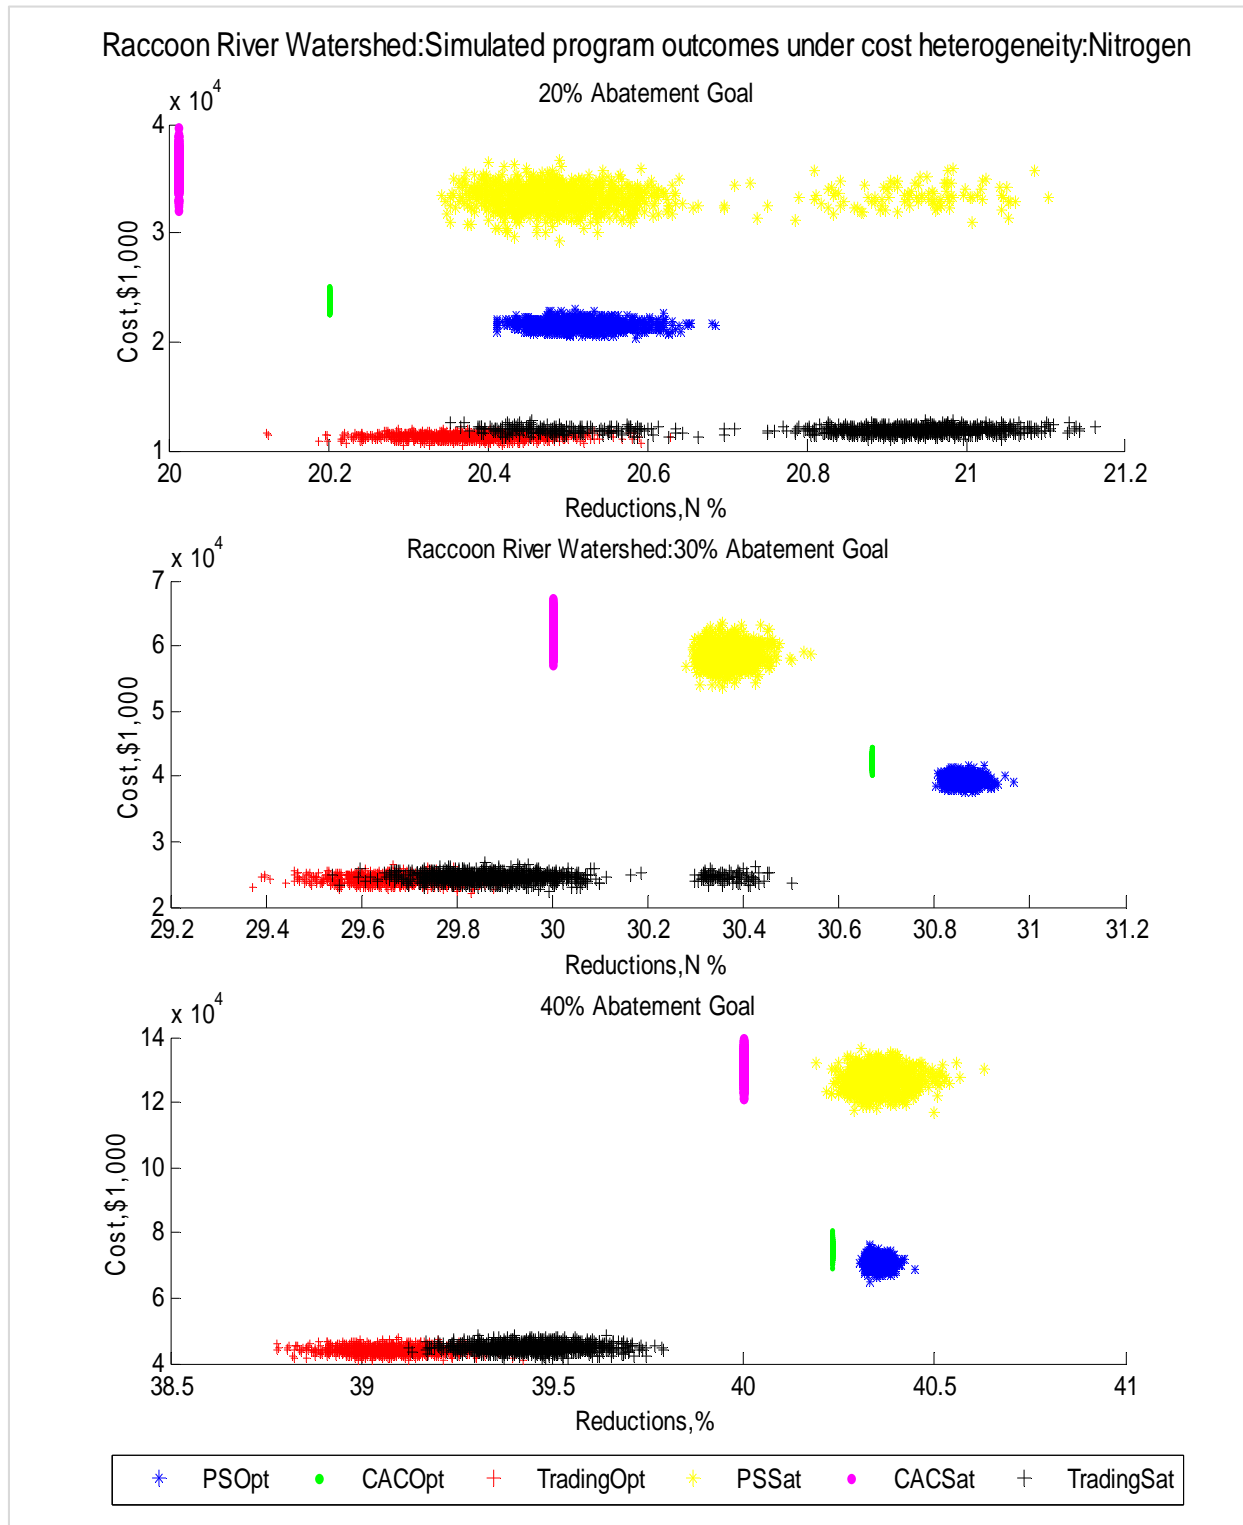 Raccoon River Watershed:Simulated program outcomes under cost heterogeneity:Nitrogen
20% Abatement Goal
x 10^4
4
3
2
1
Cost,$1,000
20 20.2 20.4 20.6 20.8 21 21.2
Reductions,N %
Raccoon River Watershed:30% Abatement Goal
x 10^4
7
6
5
4
3
2
Cost,$1,000
29.2 29.4 29.6 29.8 30 30.2 30.4 30.6 30.8 31 31.2
Reductions,N %
40% Abatement Goal
x 10^4
14
12
10
8
6
4
Cost,$1,000
38.5 39 39.5 40 40.5 41
Reductions,%
PSOpt CACOpt TradingOpt PSSat CACSat TradingSat